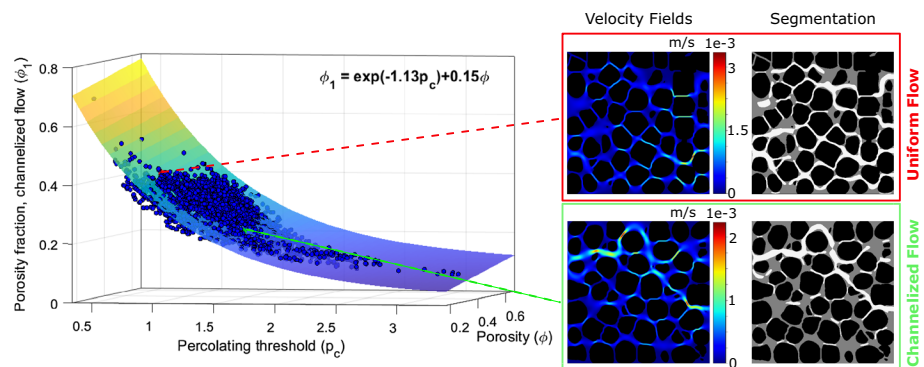 Velocity Fields
Segmentation
m/s 1e-3
3
1.5
0
Uniform Flow
m/s 1e-3
2
1
0
Channelized Flow
ϕ₁ = exp(-1.13p_c)+0.15ϕ
Porosity fraction, channelized flow (ϕ₁)
0.8
0.6
0.4
0.2
0
0.5 1 1.5 2 2.5 3
Percolating threshold (p_c)
0.2 0.4 0.6
Porosity (ϕ)